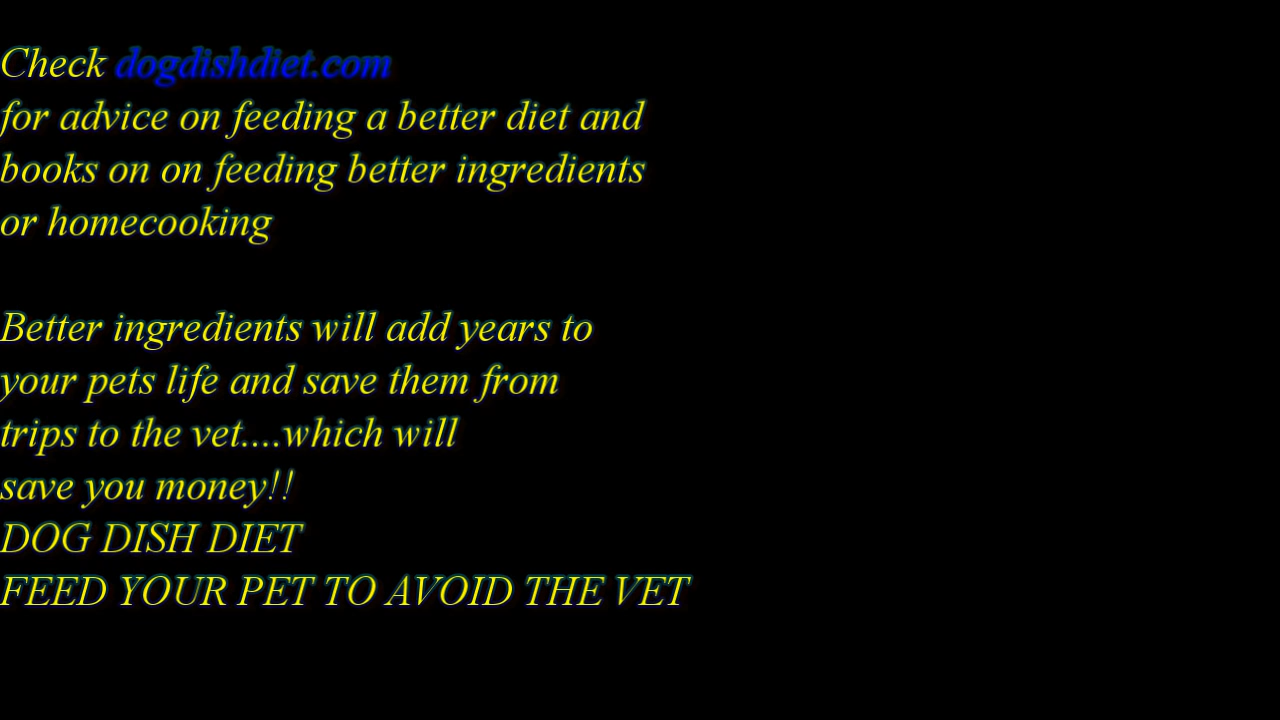 Check dogdishdiet.com
for advice on feeding a better diet and
books on on feeding better ingredients
or homecooking
Better ingredients will add years to
your pets life and save them from
trips to the vet....which will
save you money!!
DOG DISH DIET
FEED YOUR PET TO AVOID THE VET